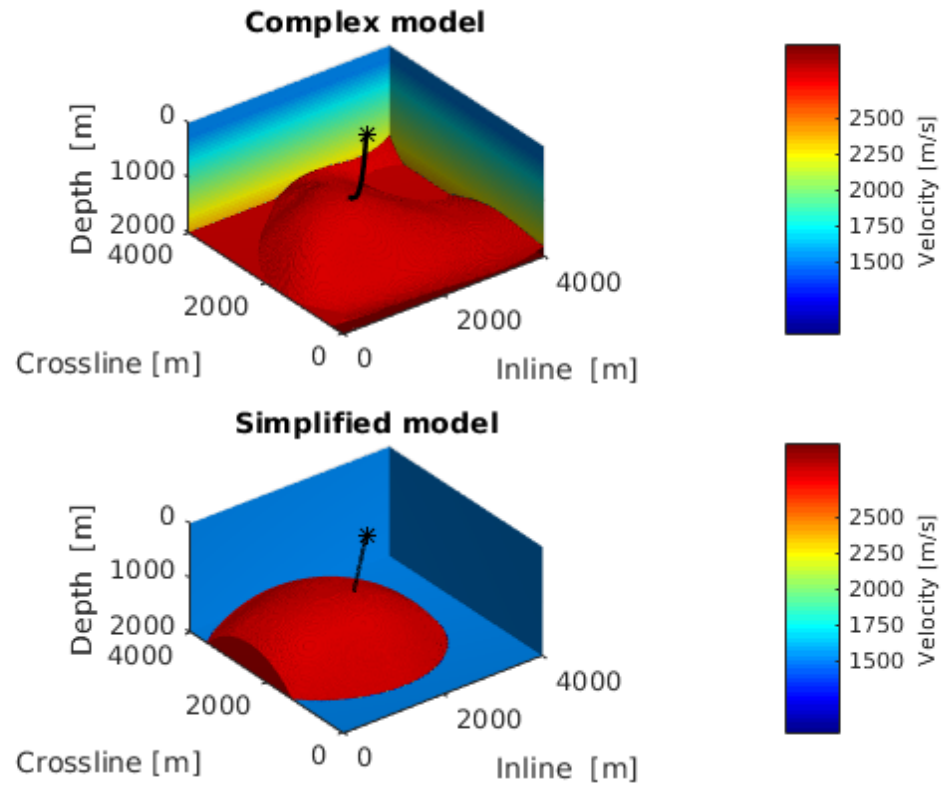 Complex model
0
1000
2000
4000
2000
0
0
2000
4000
Depth [m]
Crossline [m]
Inline [m]
2500
2250
2000
1750
1500
Velocity [m/s]
Simplified model
0
1000
2000
4000
2000
0
0
2000
4000
Depth [m]
Crossline [m]
Inline [m]
2500
2250
2000
1750
1500
Velocity [m/s]